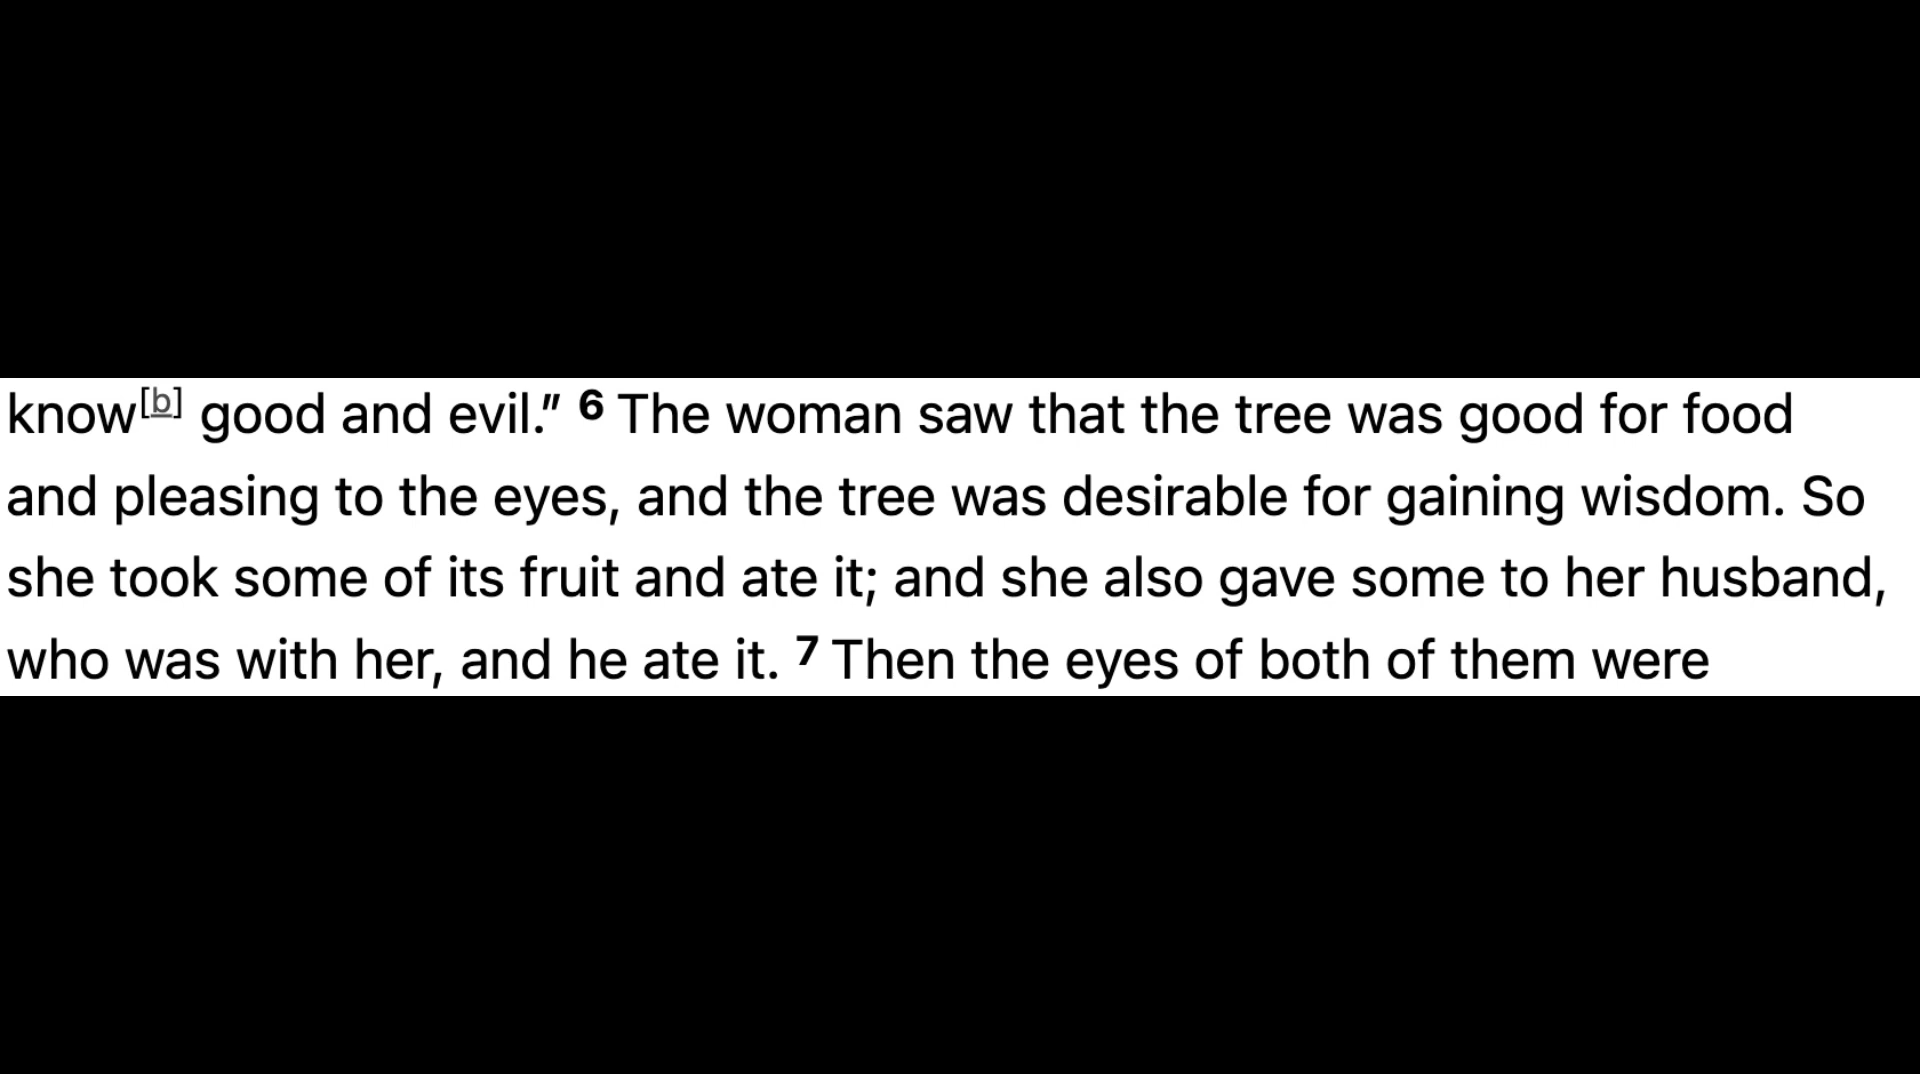 know[b] good and evil.” 6 The woman saw that the tree was good for food
and pleasing to the eyes, and the tree was desirable for gaining wisdom. So
she took some of its fruit and ate it; and she also gave some to her husband,
who was with her, and he ate it. 7 Then the eyes of both of them were